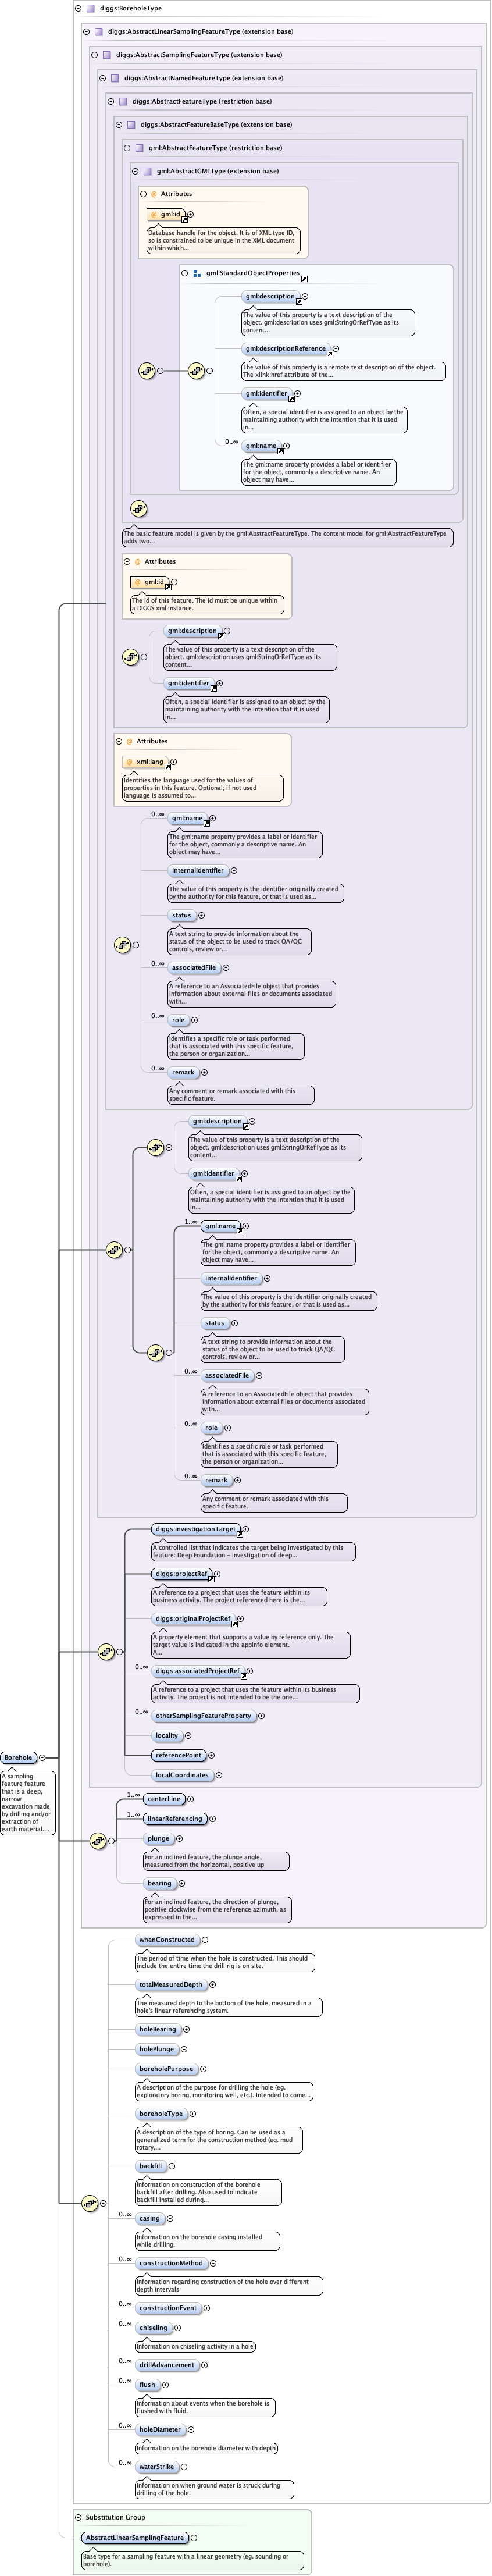 diggs:BoreholeType
diggs:AbstractLinearSamplingFeatureType (extension base)
diggs:AbstractSamplingFeatureType (extension base)
diggs:AbstractNamedFeatureType (extension base)
diggs:AbstractFeatureType (restriction base)
diggs:AbstractFeatureBaseType (extension base)
gml:AbstractFeatureType (restriction base)
gml:AbstractGMLType (extension base)
Attributes
gml:id
Database handle for the object. It is of XML type ID,
so is constrained to be unique in the XML document
within which...
gml:StandardObjectProperties
gml:description
The value of this property is a text description of the
object. gml:description uses gml:StringOrRefType as its
content...
gml:descriptionReference
The value of this property is a remote text description of the object.
The xlink:href attribute of the...
gml:identifier
Often, a special identifier is assigned to an object by the
maintaining authority with the intention that it is used
in...
0..∞
gml:name
The gml:name property provides a label or identifier
for the object, commonly a descriptive name. An
object may have...
The basic feature model is given by the gml:AbstractFeatureType. The content model for gml:AbstractFeatureType
adds two...
Attributes
gml:id
The id of this feature. The id must be unique within
a DIGGS xml instance.
gml:description
The value of this property is a text description of the
object. gml:description uses gml:StringOrRefType as its
content...
gml:identifier
Often, a special identifier is assigned to an object by the
maintaining authority with the intention that it is used
in...
Attributes
xml:lang
Identifies the language used for the values of
properties in this feature. Optional; if not used
language is assumed to...
0..∞
gml:name
The gml:name property provides a label or identifier
for the object, commonly a descriptive name. An
object may have...
internalIdentifier
The value of this property is the identifier originally created
by the authority for this feature, or that is used as...
status
A text string to provide information about the
status of the object to be used to track QA/QC
controls, review or...
0..∞
associatedFile
A reference to an AssociatedFile object that provides
information about external files or documents associated
with...
0..∞
role
Identifies a specific role or task performed
that is associated with this specific feature,
the person or organization...
0..∞
remark
Any comment or remark associated with this
specific feature.
gml:description
The value of this property is a text description of the
object. gml:description uses gml:StringOrRefType as its
content...
gml:identifier
Often, a special identifier is assigned to an object by the
maintaining authority with the intention that it is used
in...
1..∞
gml:name
The gml:name property provides a label or identifier
for the object, commonly a descriptive name. An
object may have...
internalIdentifier
The value of this property is the identifier originally created
by the authority for this feature, or that is used as...
status
A text string to provide information about the
status of the object to be used to track QA/QC
controls, review or...
0..∞
associatedFile
A reference to an AssociatedFile object that provides
information about external files or documents associated
with...
0..∞
role
Identifies a specific role or task performed
that is associated with this specific feature,
the person or organization...
0..∞
remark
Any comment or remark associated with this
specific feature.
diggs:investigationTarget
A controlled list that indicates the target being investigated by this
feature: Deep Foundation - investigation of deep...
diggs:projectRef
A reference to a project that uses the feature within its
business activity. The project referenced here is the...
diggs:originalProjectRef
A property element that supports a value by reference only. The
target value is indicated in the appinfo element.
A...
0..∞
diggs:associatedProjectRef
A reference to a project that uses the feature within its business
activity. The project is not intended to be the one...
0..∞
otherSamplingFeatureProperty
locality
referencePoint
localCoordinates
Borehole
A sampling
feature feature
that is a deep,
narrow
excavation made
by drilling and/or
extraction of
earth material....
1..∞
centerLine
1..∞
linearReferencing
plunge
For an inclined feature, the plunge angle,
measured from the horizontal, positive up
bearing
For an inclined feature, the direction of plunge,
positive clockwise from the reference azimuth, as
expressed in the...
whenConstructed
The period of time when the hole is constructed. This should
include the entire time the drill rig is on site.
totalMeasuredDepth
The measured depth to the bottom of the hole, measured in a
hole's linear referencing system.
holeBearing
holePlunge
boreholePurpose
A description of the purpose for drilling the hole (eg.
exploratory boring, monitoring well, etc.). Intended to come...
boreholeType
A description of the type of boring. Can be used as a
generalized term for the construction method (eg. mud
rotary,...
backfill
Information on construction of the borehole
backfill after drilling. Also used to indicate
backfill installed during...
0..∞
casing
Information on the borehole casing installed
while drilling.
0..∞
constructionMethod
Information regarding construction of the hole over different
depth intervals
0..∞
constructionEvent
0..∞
chiseling
Information on chiseling activity in a hole
0..∞
drillAdvancement
0..∞
flush
Information about events when the borehole is
flushed with fluid.
0..∞
holeDiameter
Information on the borehole diameter with depth
0..∞
waterStrike
Information on when ground water is struck during
drilling of the hole.
Substitution Group
AbstractLinearSamplingFeature
Base type for a sampling feature with a linear geometry (eg. sounding or
borehole).